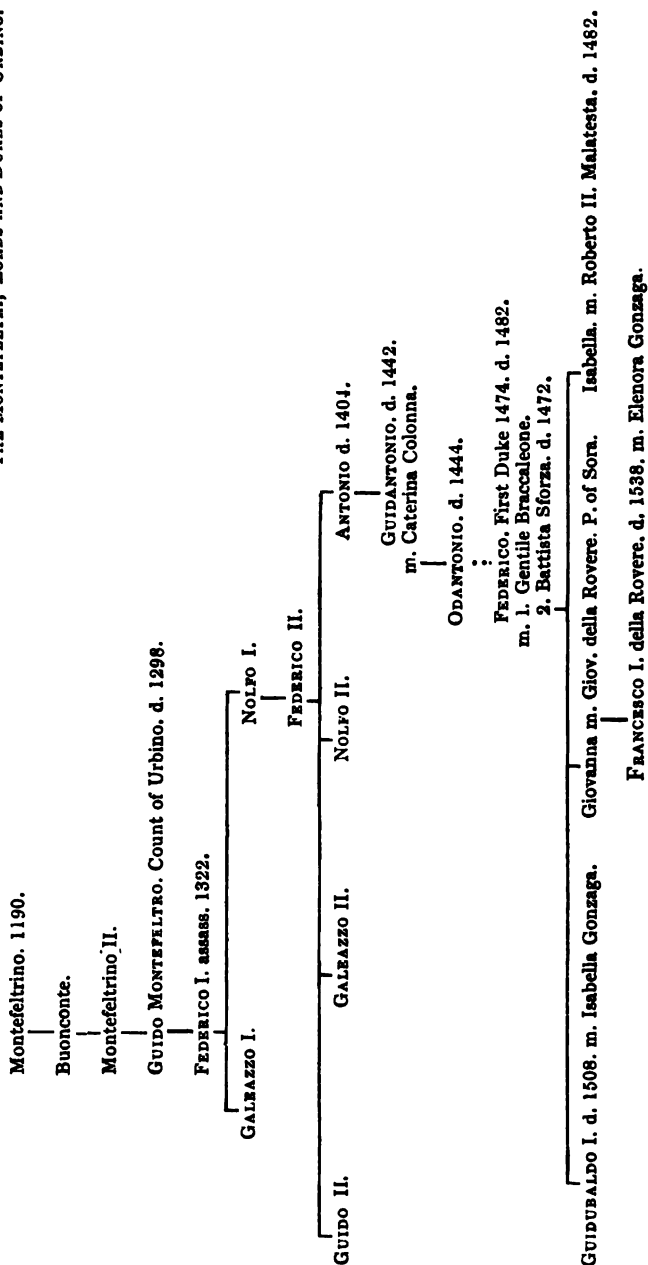 THE MONTEFELTRI, LORDS AND DUKES OF URBINO.
Montefeltrino. 1190.
Buonconte.
Montefeltrino II.
GUIDO MONTEFELTRO. Count of Urbino. d. 1298.
FEDERICO I. assass. 1322.
GALEAZZO I. NOLFO I.
FEDERICO II.
GUIDO II. GALEAZZO II. NOLFO II. ANTONIO d. 1404.
GUIDANTONIO. d. 1442.
m. Caterina Colonna.
ODANTONIO. d. 1444.
FEDERICO. First Duke 1474. d. 1482.
m. 1. Gentile Braccaleone.
2. Battista Sforza. d. 1472.
GUIDUBALDO I. d. 1508. m. Isabella Gonzaga. Giovanna m. Giov. della Rovere. P. of Sora. Isabella. m. Roberto II. Malatesta. d. 1482.
FRANCESCO I. della Rovere. d. 1538. m. Elenora Gonzaga.